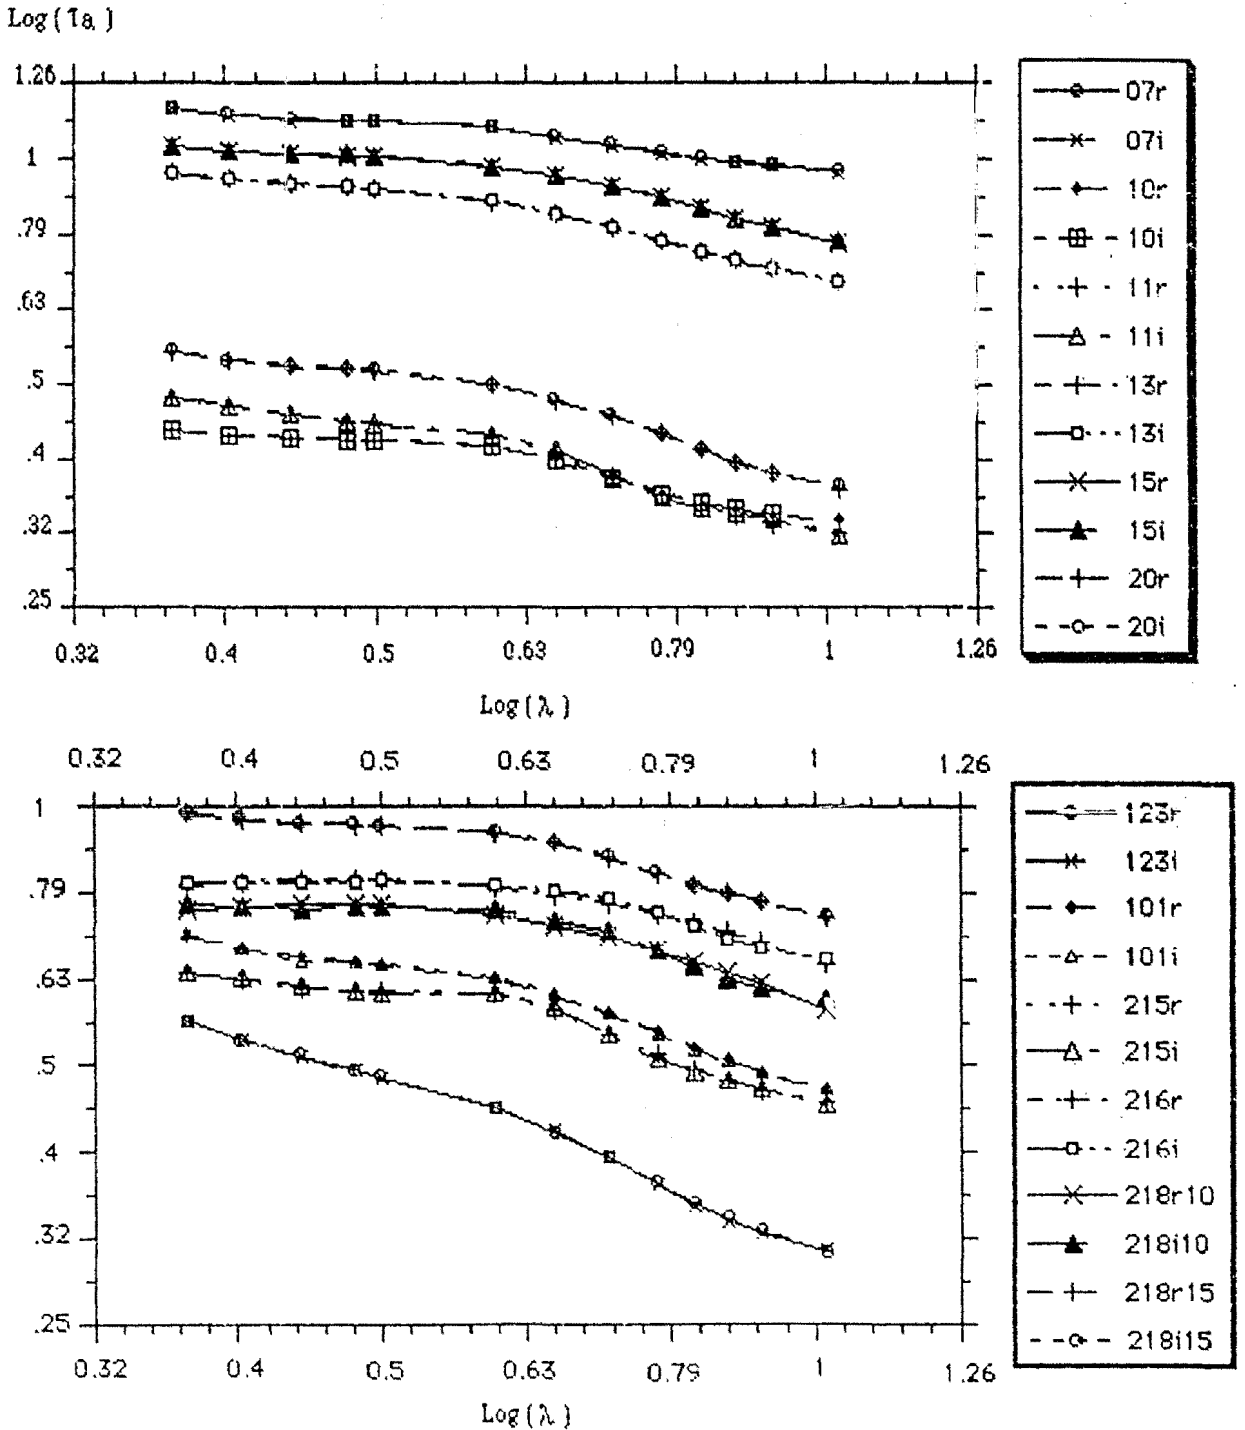 Log(τa)
1.26
1
.79
.63
.5
.4
.32
.25
0.32 0.4 0.5 0.63 0.79 1 1.26
Log(λ)
07r
07i
10r
10i
11r
11i
13r
13i
15r
15i
20r
20i
0.32 0.4 0.5 0.63 0.79 1 1.26
1
.79
.63
.5
.4
.32
.25
0.32 0.4 0.5 0.63 0.79 1 1.26
Log(λ)
123r
123i
101r
101i
215r
215i
216r
216i
218r10
218i10
218r15
218i15